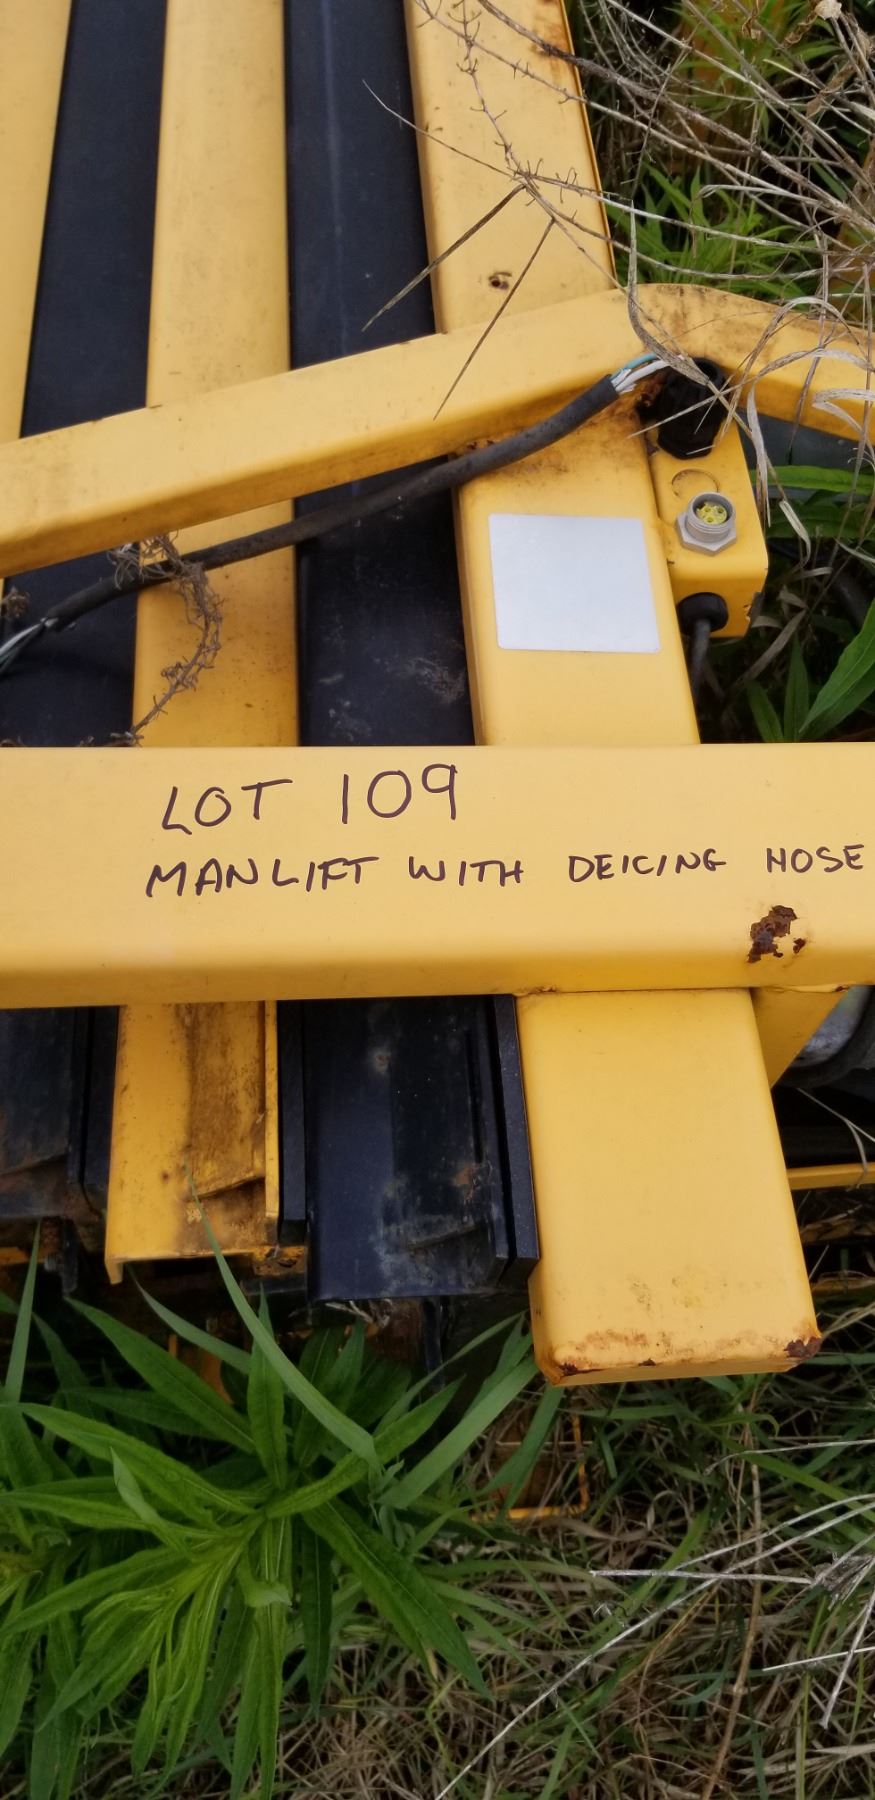 LOT 109
MANLIFT WITH DEICING HOSE